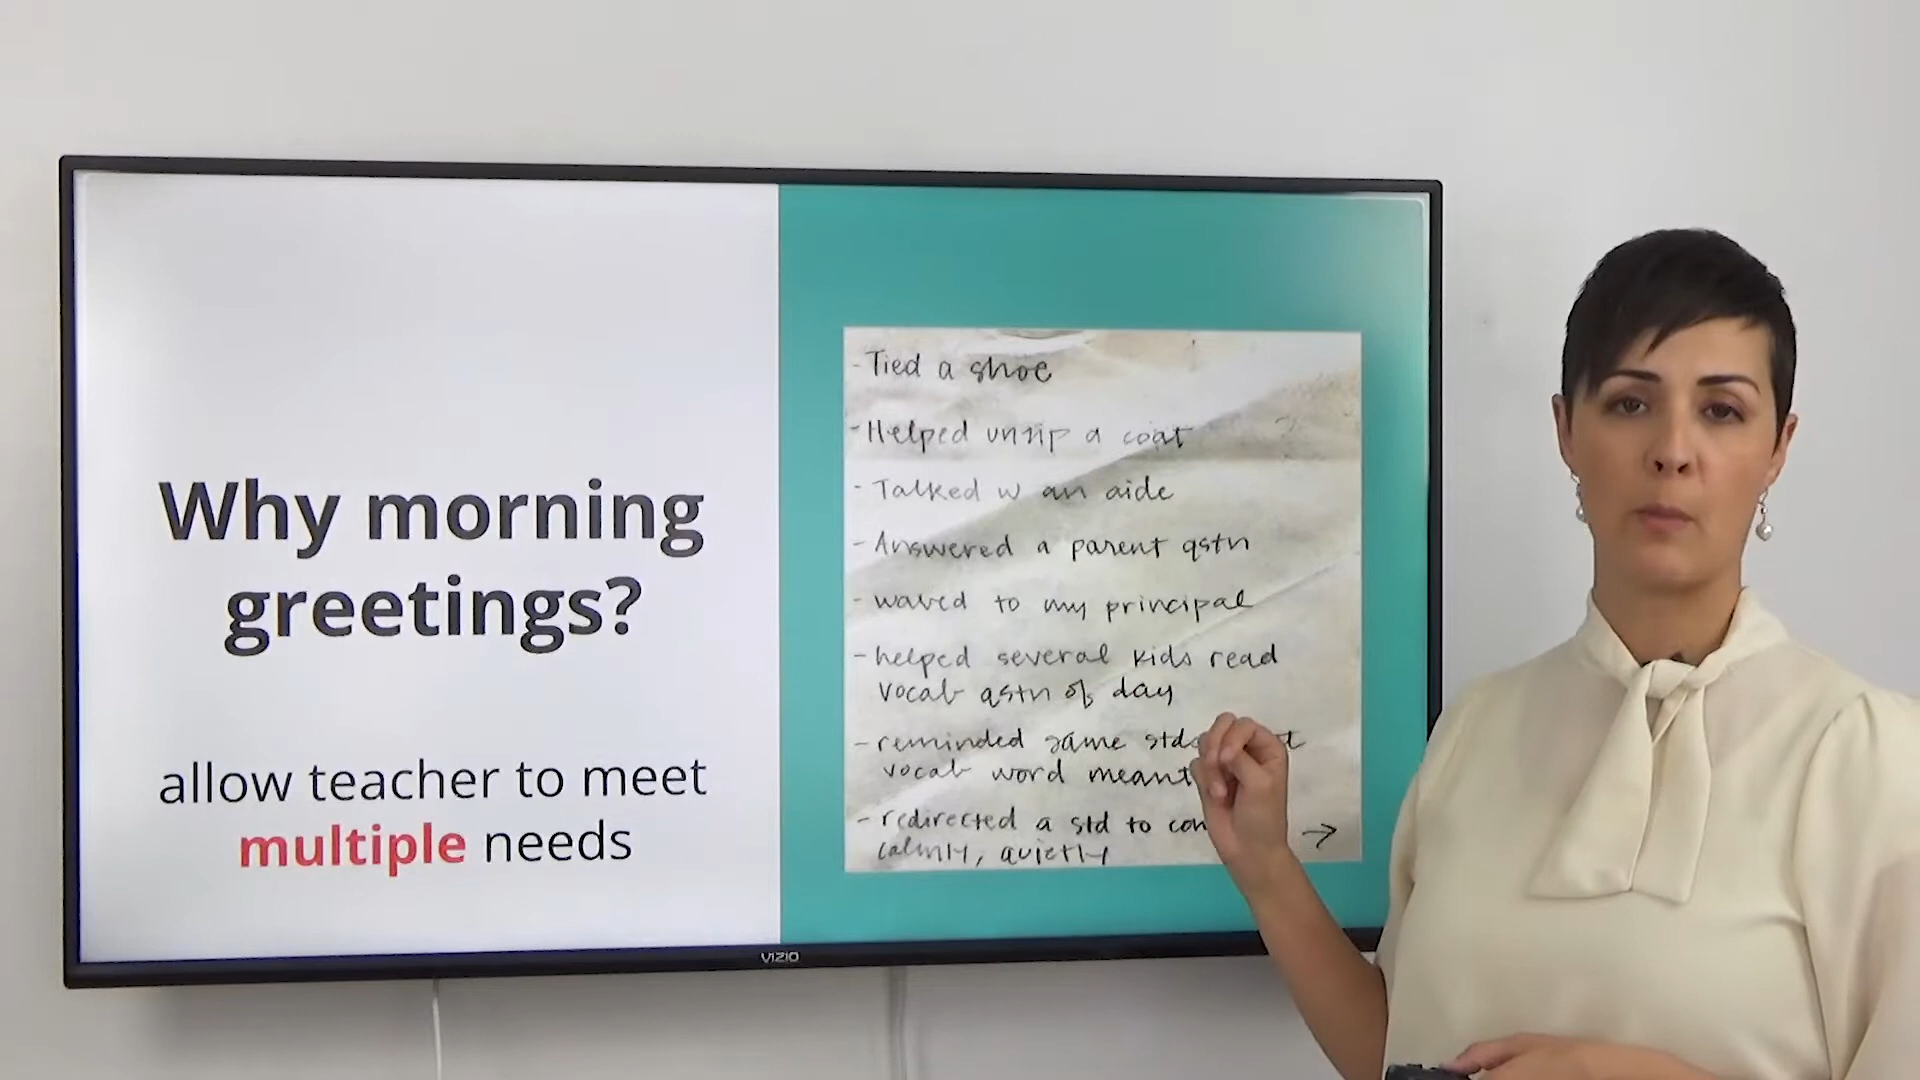 Why morning
greetings?
allow teacher to meet
multiple needs
- Tied a shoe
- Helped unzip a coat
- Talked w an aide
- Answered a parent qstn
- waved to my principal
- helped several kids read
vocab qstn of day
- reminded same
vocab word meant
- redirected a std to
calmly, quietly
→
VIZIO